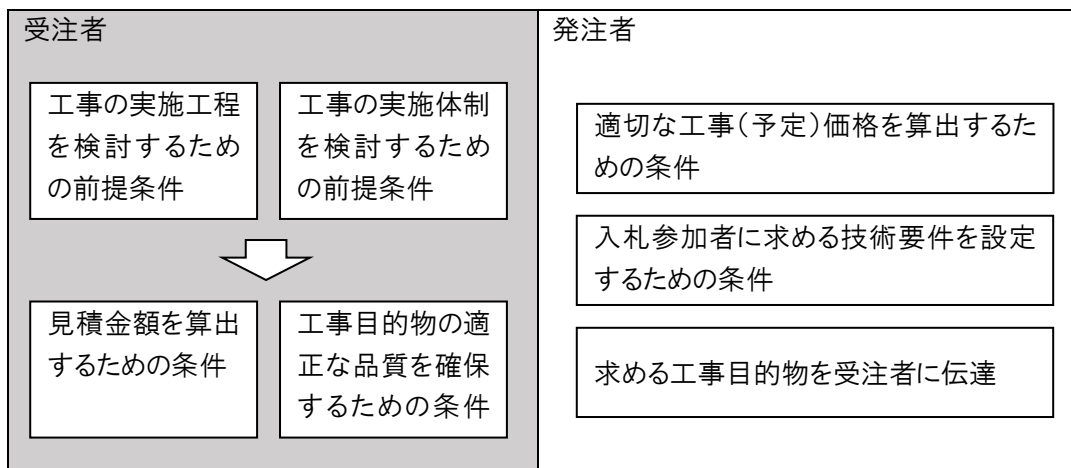 受注者
工事の実施工程
を検討するため
の前提条件
工事の実施体制
を検討するため
の前提条件
見積金額を算出
するための条件
工事目的物の適
正な品質を確保
するための条件
発注者
適切な工事(予定)価格を算出するた
めの条件
入札参加者に求める技術要件を設定
するための条件
求める工事目的物を受注者に伝達